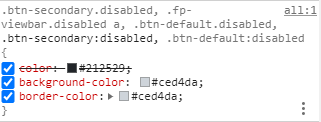 .btn-secondary.disabled, .fp-
all:1
viewbar.disabled a, .btn-default.disabled,
.btn-secondary:disabled, .btn-default:disabled
{
color: #212529;
background-color: #ced4da;
border-color: #ced4da;
}